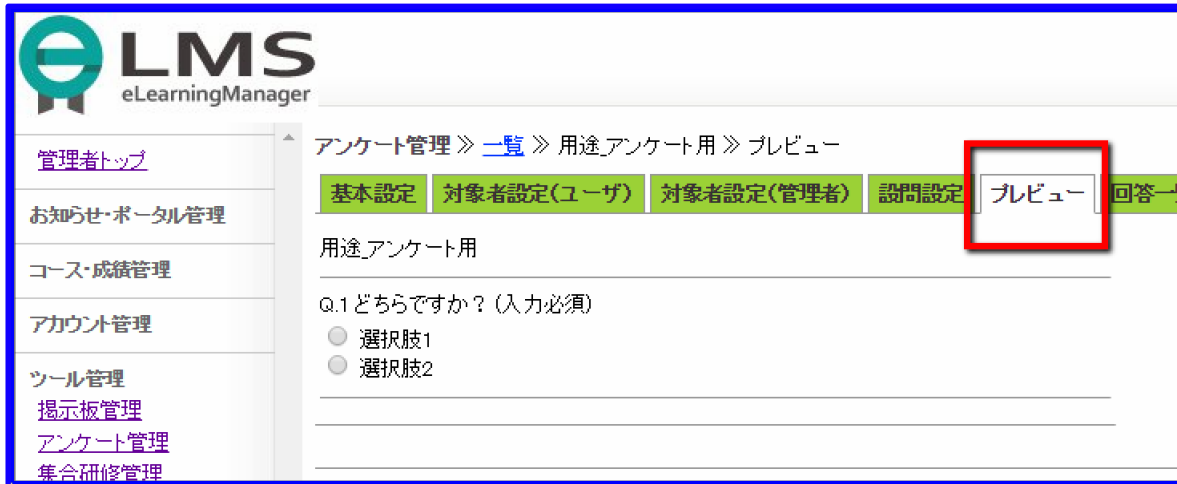 LMS
eLearningManager
管理者トップ
お知らせ・ポータル管理
コース・成績管理
アカウント管理
ツール管理
掲示板管理
アンケート管理
集合研修管理
アンケート管理 ≫ 一覧 ≫ 用途_アンケート用 ≫ プレビュー
基本設定 対象者設定(ユーザ) 対象者設定(管理者) 設問設定 プレビュー 回答一覧
用途_アンケート用
Q.1 どちらですか？ (入力必須)
選択肢1
選択肢2